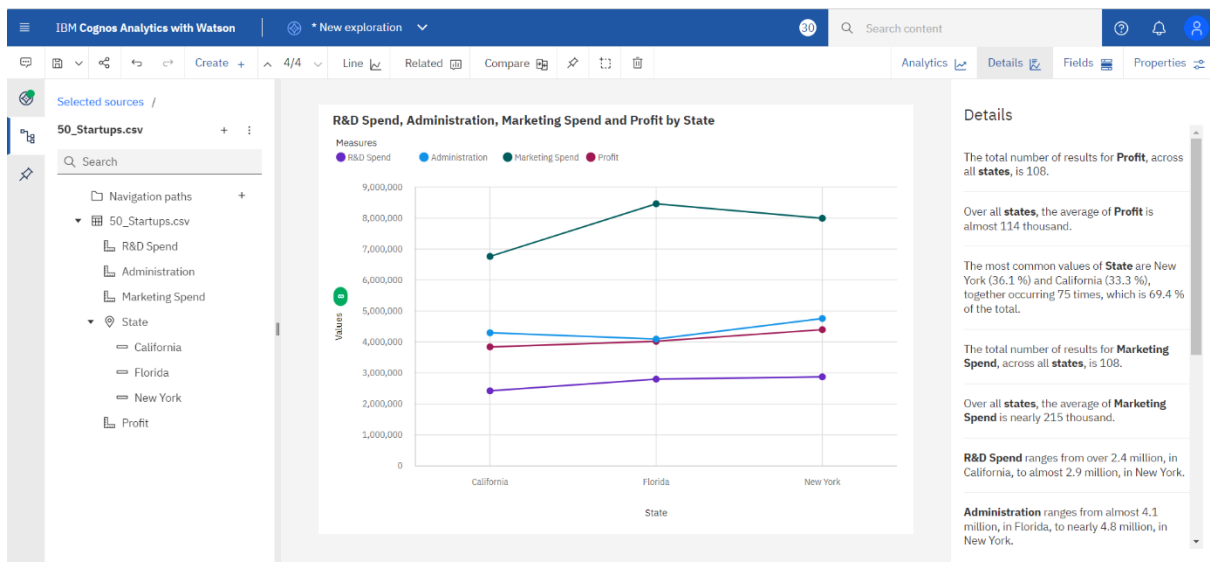 IBM Cognos Analytics with Watson
* New exploration
30
Search content
Create +
4/4
Line
Related
Compare
Analytics
Details
Fields
Properties
Selected sources /
50_Startups.csv
Search
Navigation paths
50_Startups.csv
R&D Spend
Administration
Marketing Spend
State
California
Florida
New York
Profit
R&D Spend, Administration, Marketing Spend and Profit by State
Measures
R&D Spend Administration Marketing Spend Profit
Values
9,000,000
8,000,000
7,000,000
6,000,000
5,000,000
4,000,000
3,000,000
2,000,000
1,000,000
0
California Florida New York
State
Details
The total number of results for Profit, across
all states, is 108.
Over all states, the average of Profit is
almost 114 thousand.
The most common values of State are New
York (36.1 %) and California (33.3 %),
together occurring 75 times, which is 69.4 %
of the total.
The total number of results for Marketing
Spend, across all states, is 108.
Over all states, the average of Marketing
Spend is nearly 215 thousand.
R&D Spend ranges from over 2.4 million, in
California, to almost 2.9 million, in New York.
Administration ranges from almost 4.1
million, in Florida, to nearly 4.8 million, in
New York.